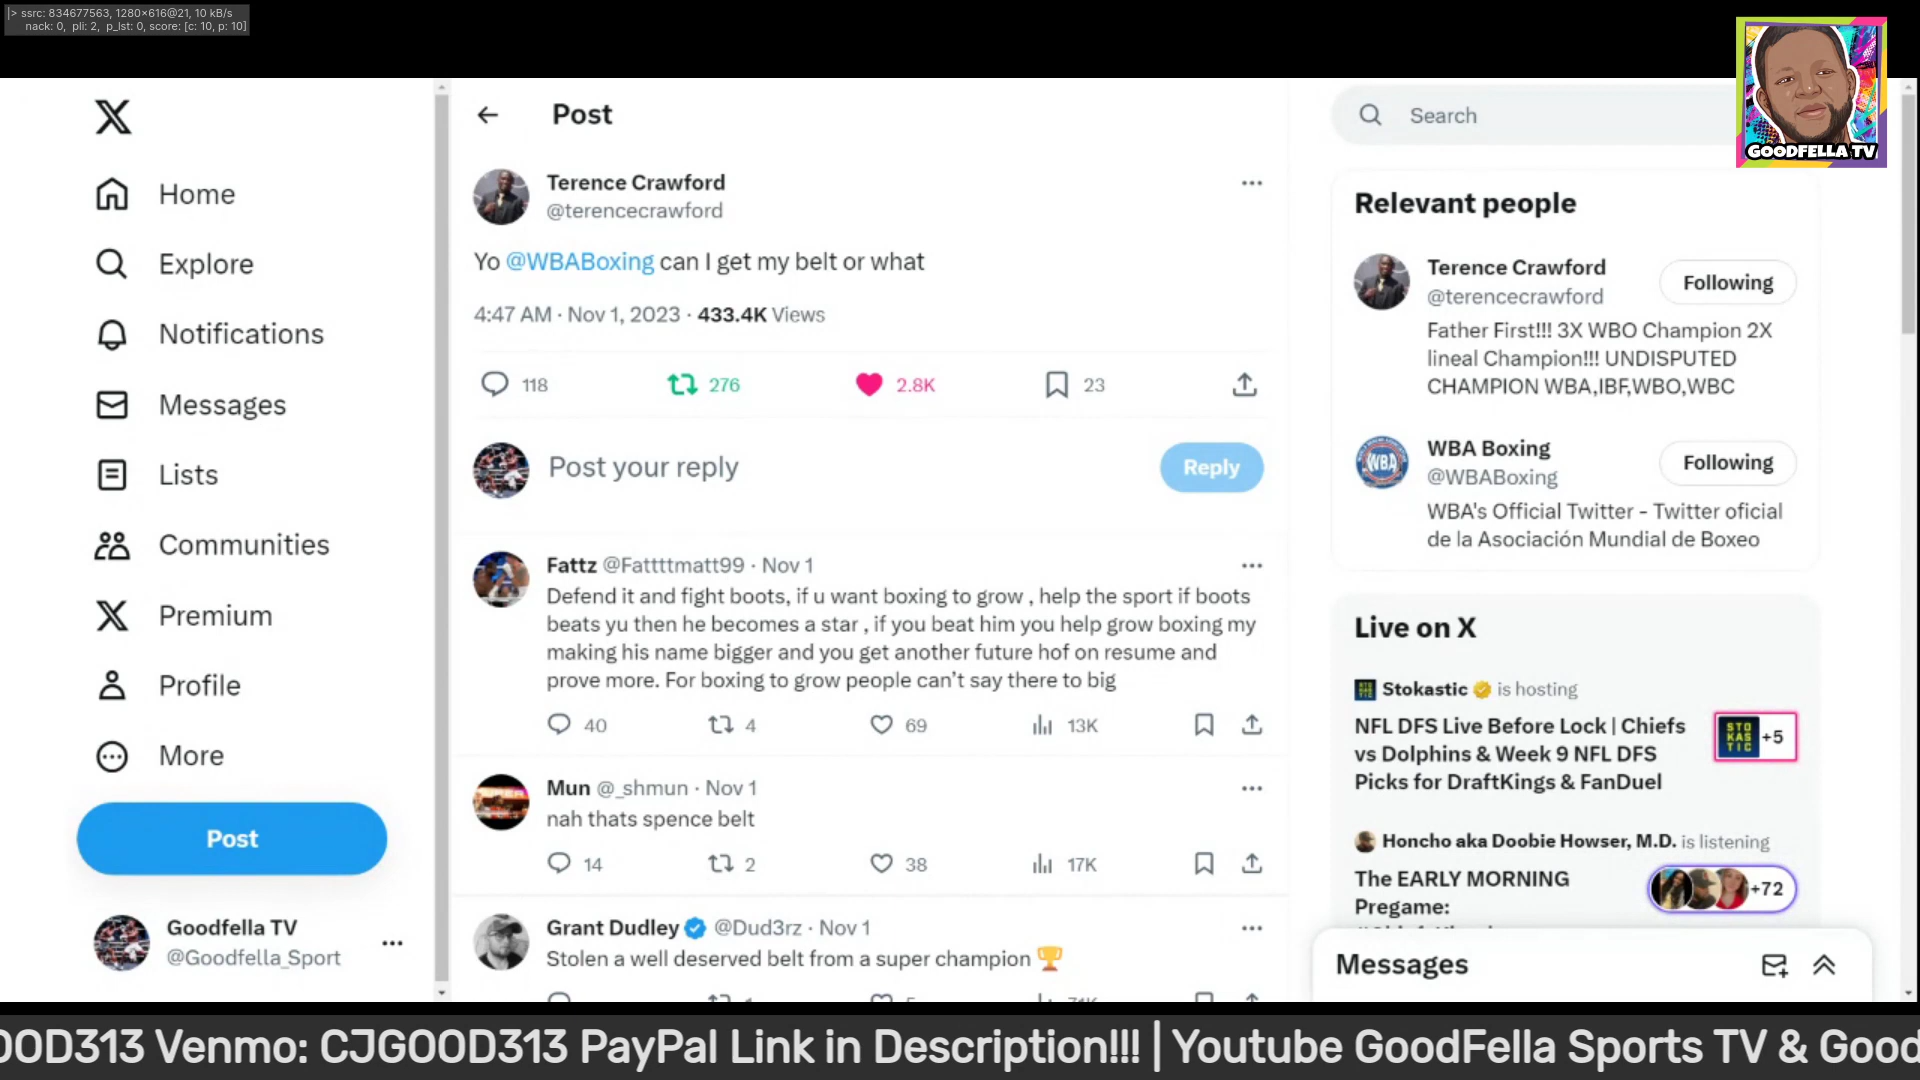 |> ssrc: 834677563, 1280×616@21, 10 kB/s
nack: 0, pli: 2, p_lst: 0, score: [c: 10, p: 10]
GOODFELLA TV
Home
Explore
Notifications
Messages
Lists
Communities
Premium
Profile
More
Post
Goodfella TV
@Goodfella_Sport
Post
Terence Crawford
@terencecrawford
Yo @WBABoxing can I get my belt or what
4:47 AM · Nov 1, 2023 · 433.4K Views
118 276 2.8K 23
Post your reply
Reply
Fattz @Fattttmatt99 · Nov 1
Defend it and fight boots, if u want boxing to grow , help the sport if boots
beats yu then he becomes a star , if you beat him you help grow boxing my
making his name bigger and you get another future hof on resume and
prove more. For boxing to grow people can’t say there to big
40 4 69 13K
Mun @_shmun · Nov 1
nah thats spence belt
14 2 38 17K
Grant Dudley @Dud3rz · Nov 1
Stolen a well deserved belt from a super champion 🏆
Search
Relevant people
Terence Crawford
@terencecrawford
Following
Father First!!! 3X WBO Champion 2X
lineal Champion!!! UNDISPUTED
CHAMPION WBA,IBF,WBO,WBC
WBA
WBA Boxing
@WBABoxing
Following
WBA's Official Twitter - Twitter oficial
de la Asociación Mundial de Boxeo
Live on X
Stokastic is hosting
NFL DFS Live Before Lock | Chiefs
vs Dolphins & Week 9 NFL DFS
Picks for DraftKings & FanDuel
STO
KAS
TIC
+5
Honcho aka Doobie Howser, M.D. is listening
The EARLY MORNING
Pregame:
+72
Messages
OOD313 Venmo: CJGOOD313 PayPal Link in Description!!! | Youtube GoodFella Sports TV & Good